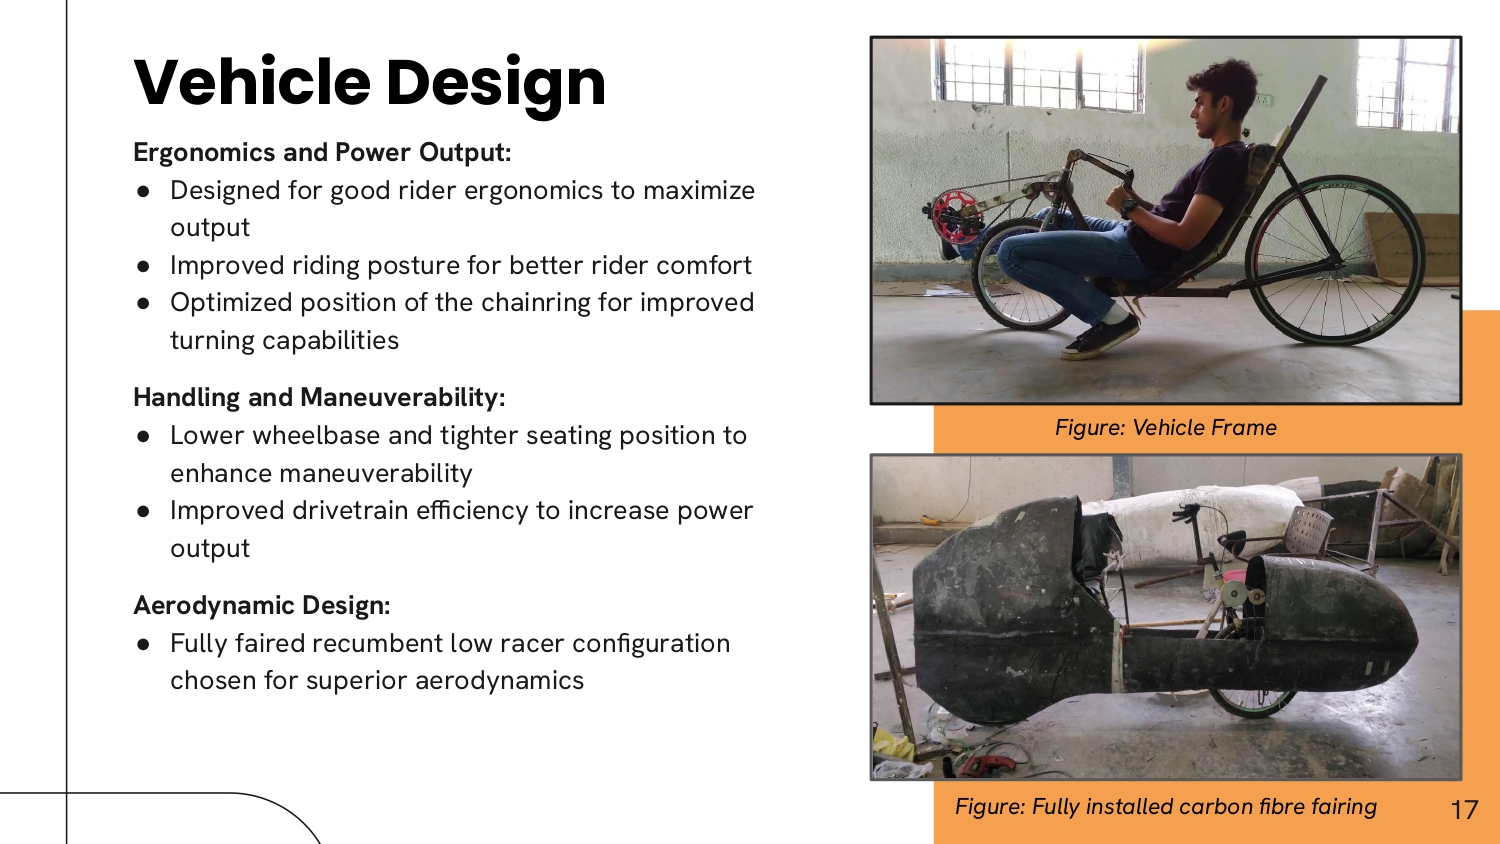 Vehicle Design
Ergonomics and Power Output:
● Designed for good rider ergonomics to maximize
output
● Improved riding posture for better rider comfort
● Optimized position of the chainring for improved
turning capabilities
Handling and Maneuverability:
● Lower wheelbase and tighter seating position to
enhance maneuverability
● Improved drivetrain efficiency to increase power
output
Aerodynamic Design:
● Fully faired recumbent low racer configuration
chosen for superior aerodynamics
Figure: Vehicle Frame
Figure: Fully installed carbon fibre fairing
17